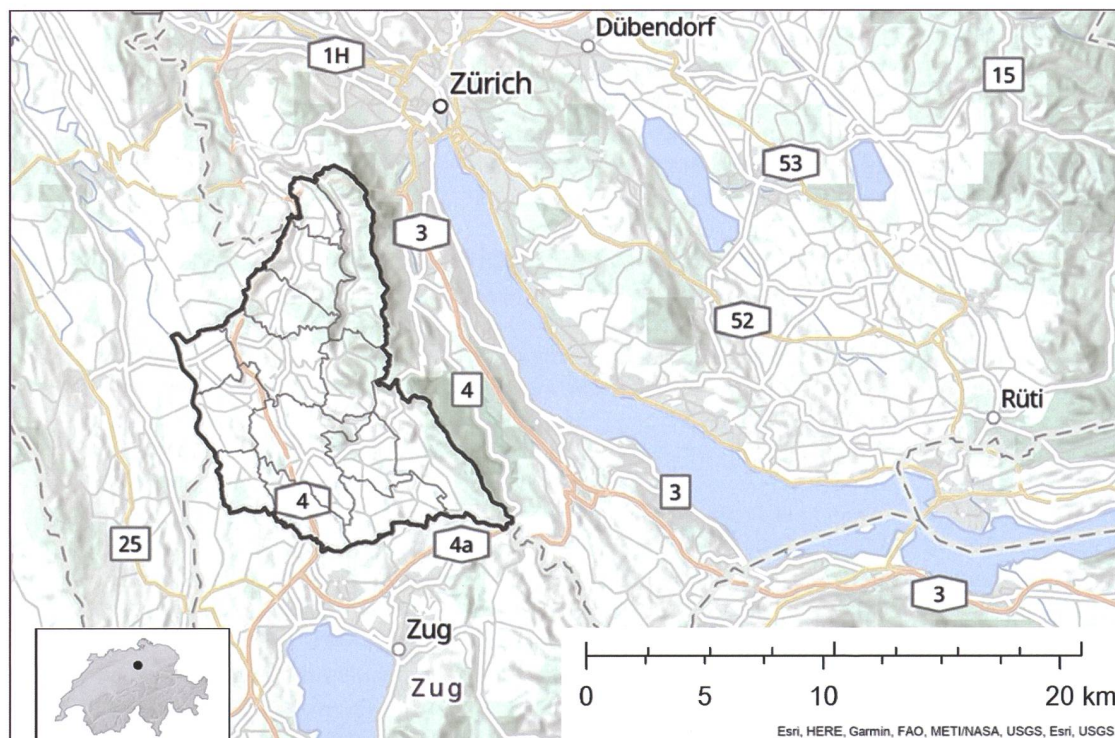 Dübendorf
1H
15
Zürich
53
3
52
4
Rüti
3
4
25
4a
3
Zug
Zug
0 5 10 20 km
Esri, HERE, Garmin, FAO, METI/NASA, USGS, Esri, USGS